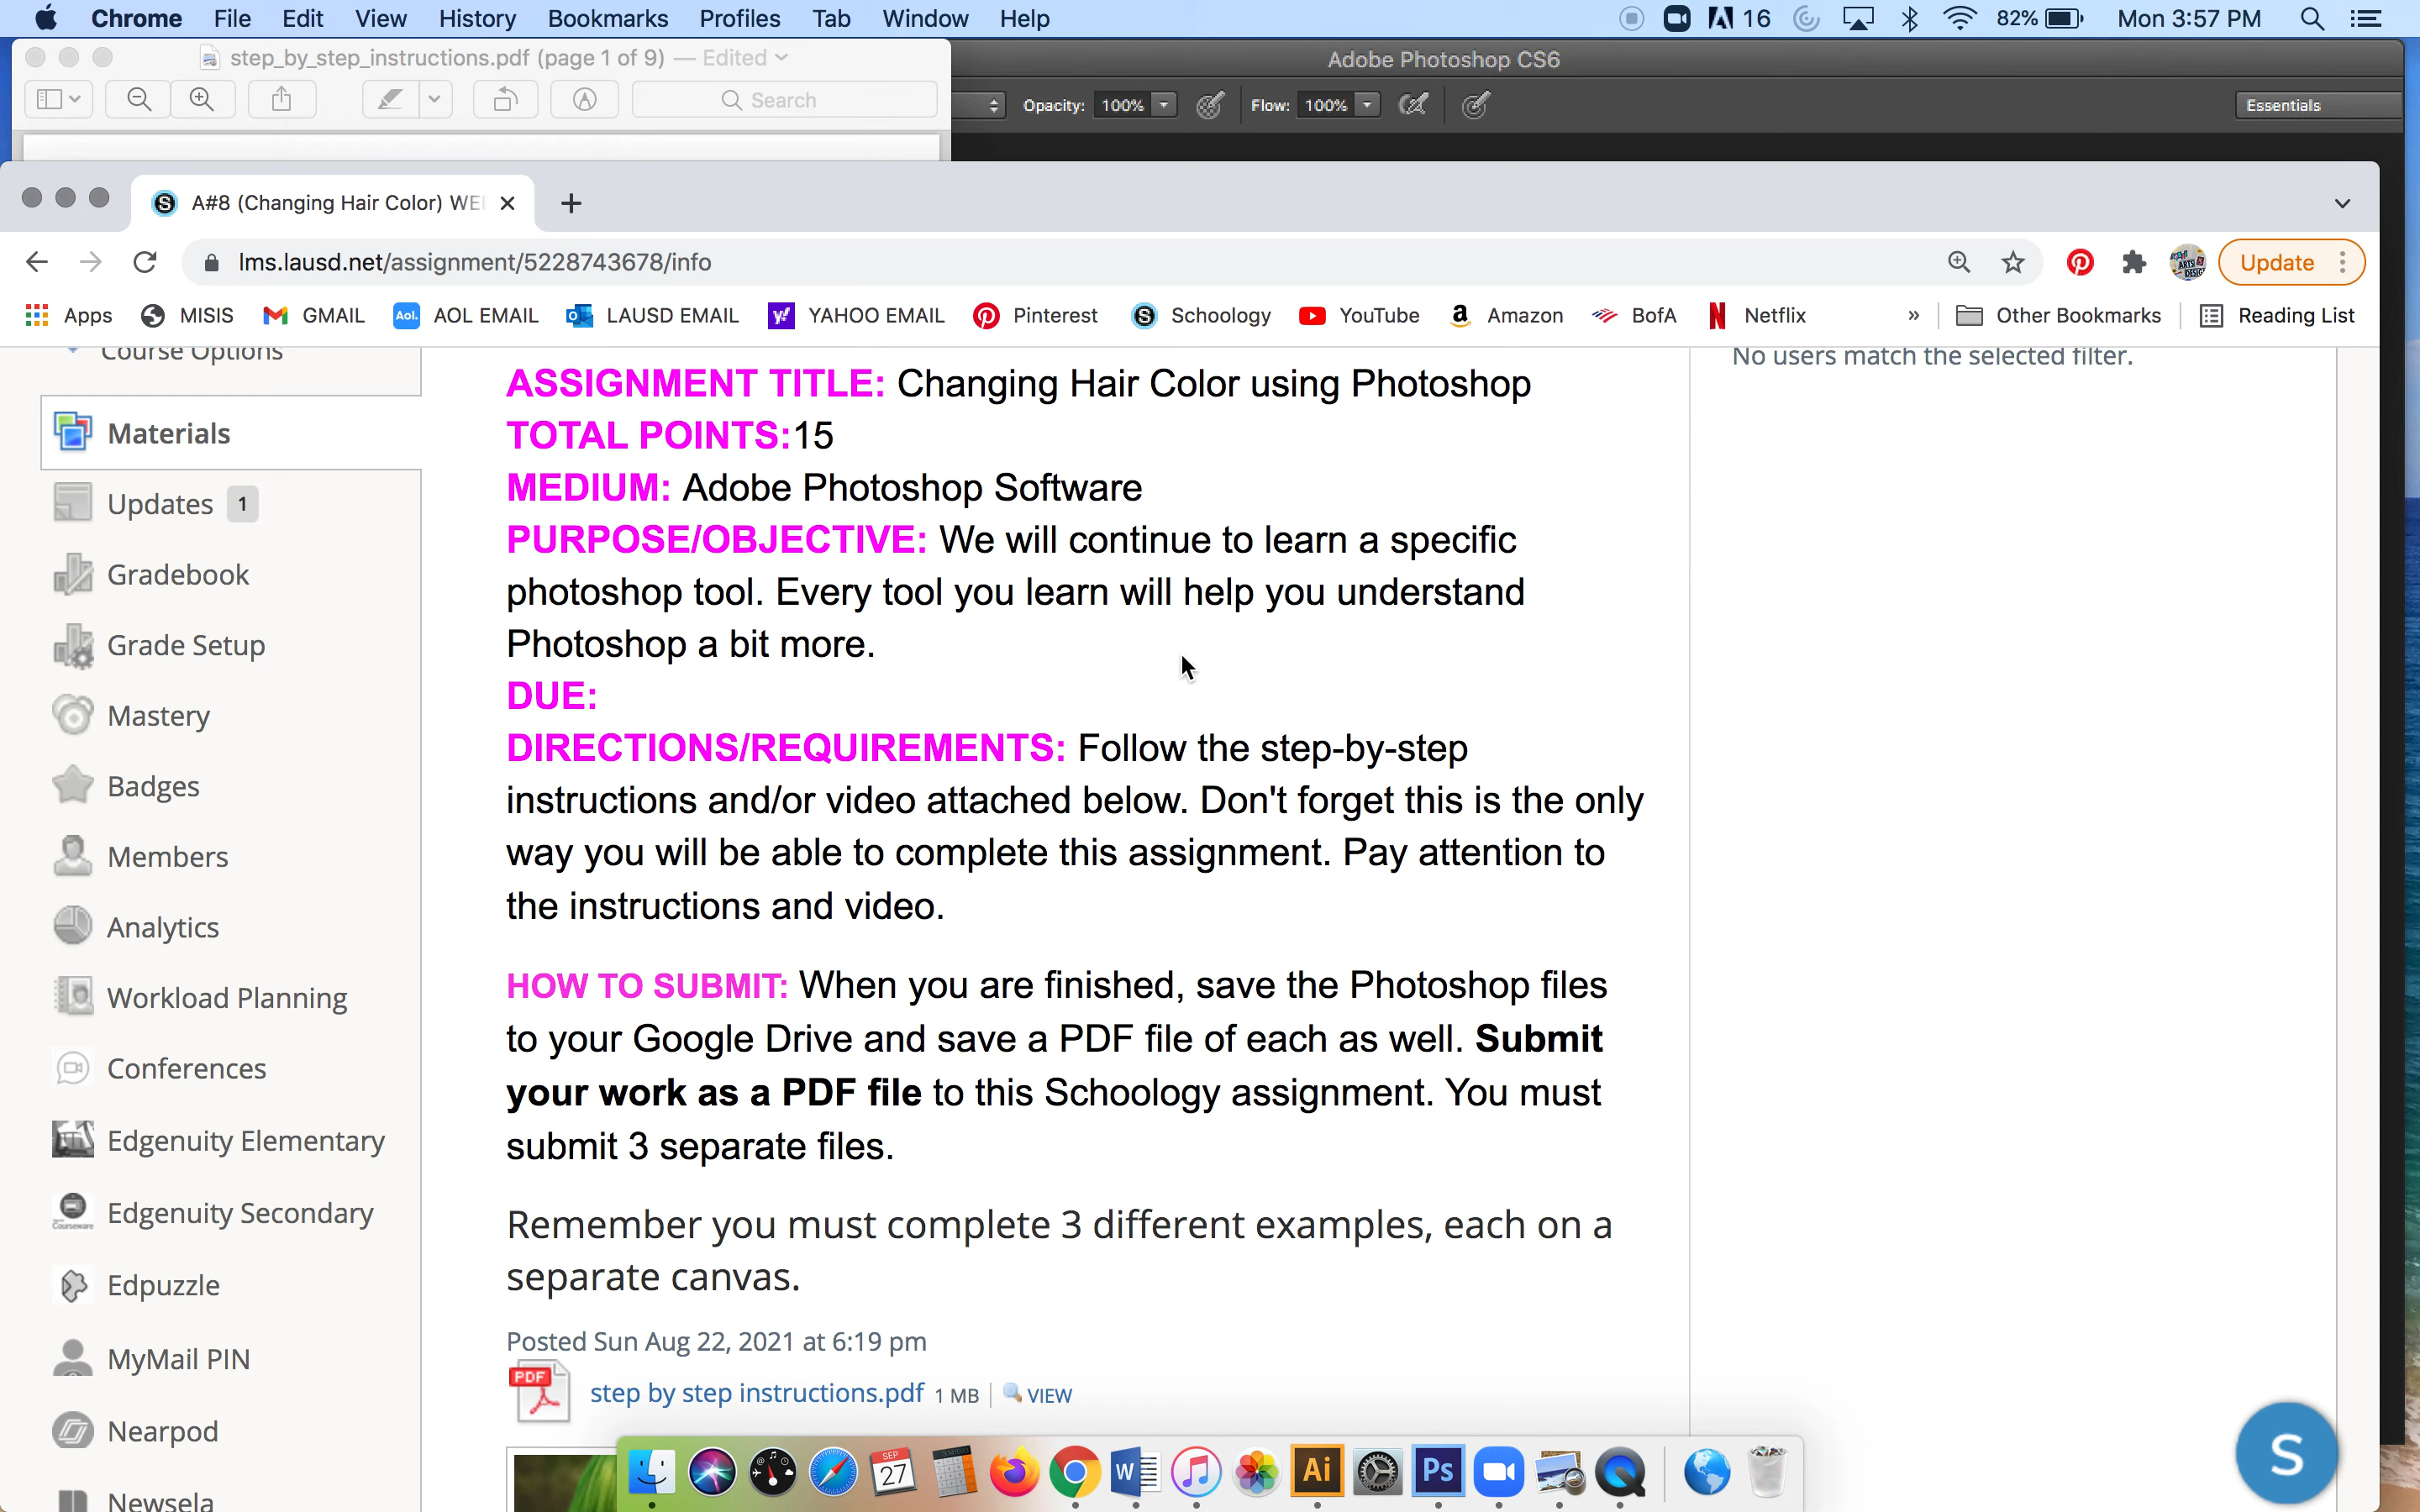 Chrome File Edit View History Bookmarks Profiles Tab Window Help 16 82% Mon 3:57 PM
step_by_step_instructions.pdf (page 1 of 9) — Edited
Adobe Photoshop CS6
Search
Opacity: 100% Flow: 100% Essentials
A#8 (Changing Hair Color) WE
lms.lausd.net/assignment/5228743678/info
Update
Apps MISIS GMAIL Aol. AOL EMAIL LAUSD EMAIL YAHOO EMAIL Pinterest Schoology YouTube Amazon BofA Netflix » Other Bookmarks Reading List
Course Options
No users match the selected filter.
Materials
Updates 1
Gradebook
Grade Setup
Mastery
Badges
Members
Analytics
Workload Planning
Conferences
Edgenuity Elementary
Edgenuity Secondary
Edpuzzle
MyMail PIN
Nearpod
Newsela
ASSIGNMENT TITLE: Changing Hair Color using Photoshop
TOTAL POINTS:15
MEDIUM: Adobe Photoshop Software
PURPOSE/OBJECTIVE: We will continue to learn a specific
photoshop tool. Every tool you learn will help you understand
Photoshop a bit more.
DUE:
DIRECTIONS/REQUIREMENTS: Follow the step-by-step
instructions and/or video attached below. Don't forget this is the only
way you will be able to complete this assignment. Pay attention to
the instructions and video.
HOW TO SUBMIT: When you are finished, save the Photoshop files
to your Google Drive and save a PDF file of each as well. Submit
your work as a PDF file to this Schoology assignment. You must
submit 3 separate files.
Remember you must complete 3 different examples, each on a
separate canvas.
Posted Sun Aug 22, 2021 at 6:19 pm
PDF
step by step instructions.pdf 1 MB VIEW
SEP
27
W
Ai
Ps
S